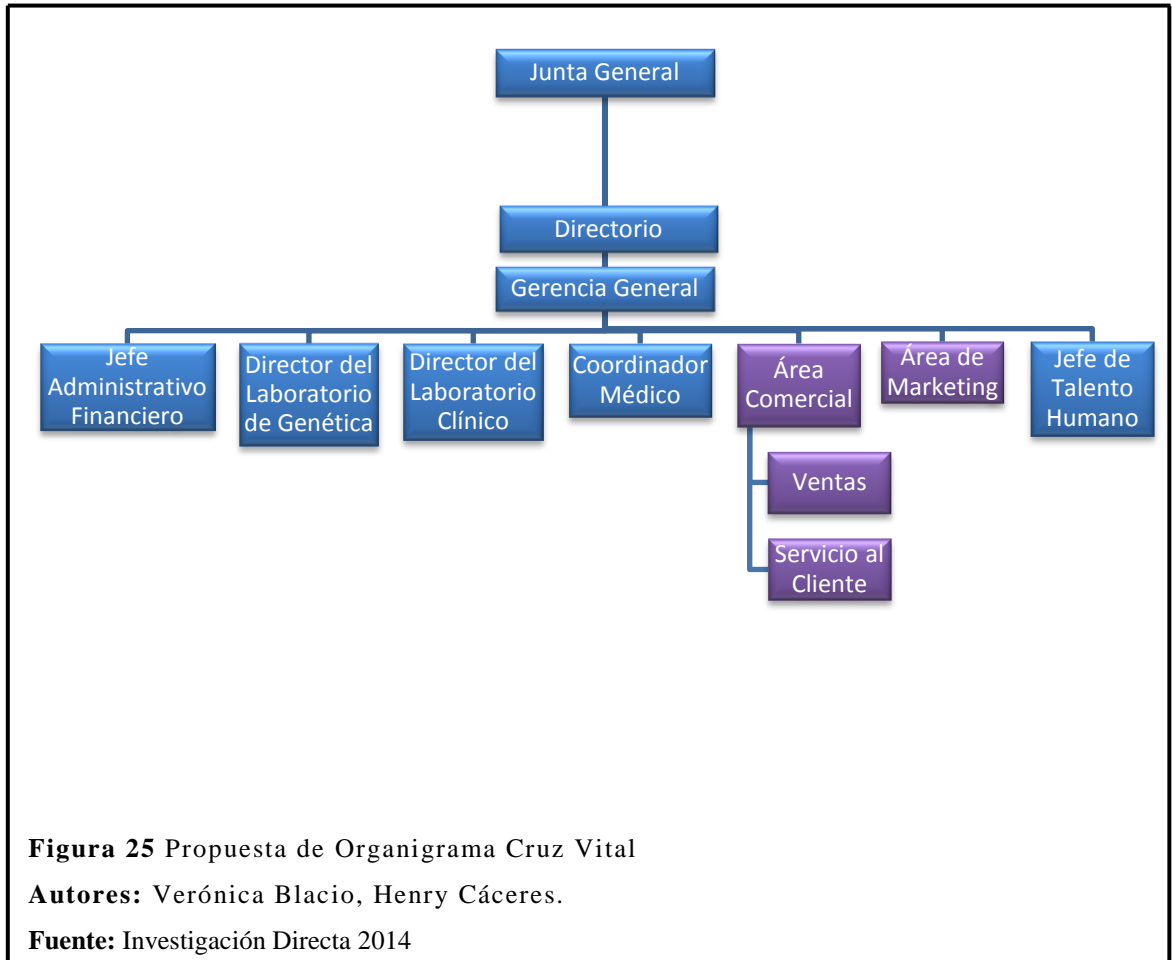 Junta General
Directorio
Gerencia General
Jefe
Administrativo
Financiero
Director del
Laboratorio
de Genética
Director del
Laboratorio
Clínico
Coordinador
Médico
Área
Comercial
Área de
Marketing
Jefe de
Talento
Humano
Ventas
Servicio al
Cliente
Figura 25 Propuesta de Organigrama Cruz Vital
Autores: Verónica Blacio, Henry Cáceres.
Fuente: Investigación Directa 2014